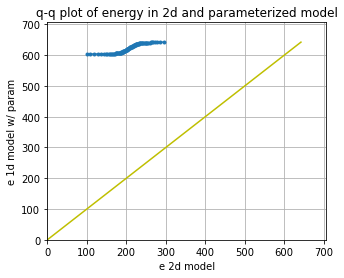 q-q plot of energy in 2d and parameterized model
700
600
500
400
300
200
100
0
e 1d model w/ param
0 100 200 300 400 500 600 700
e 2d model